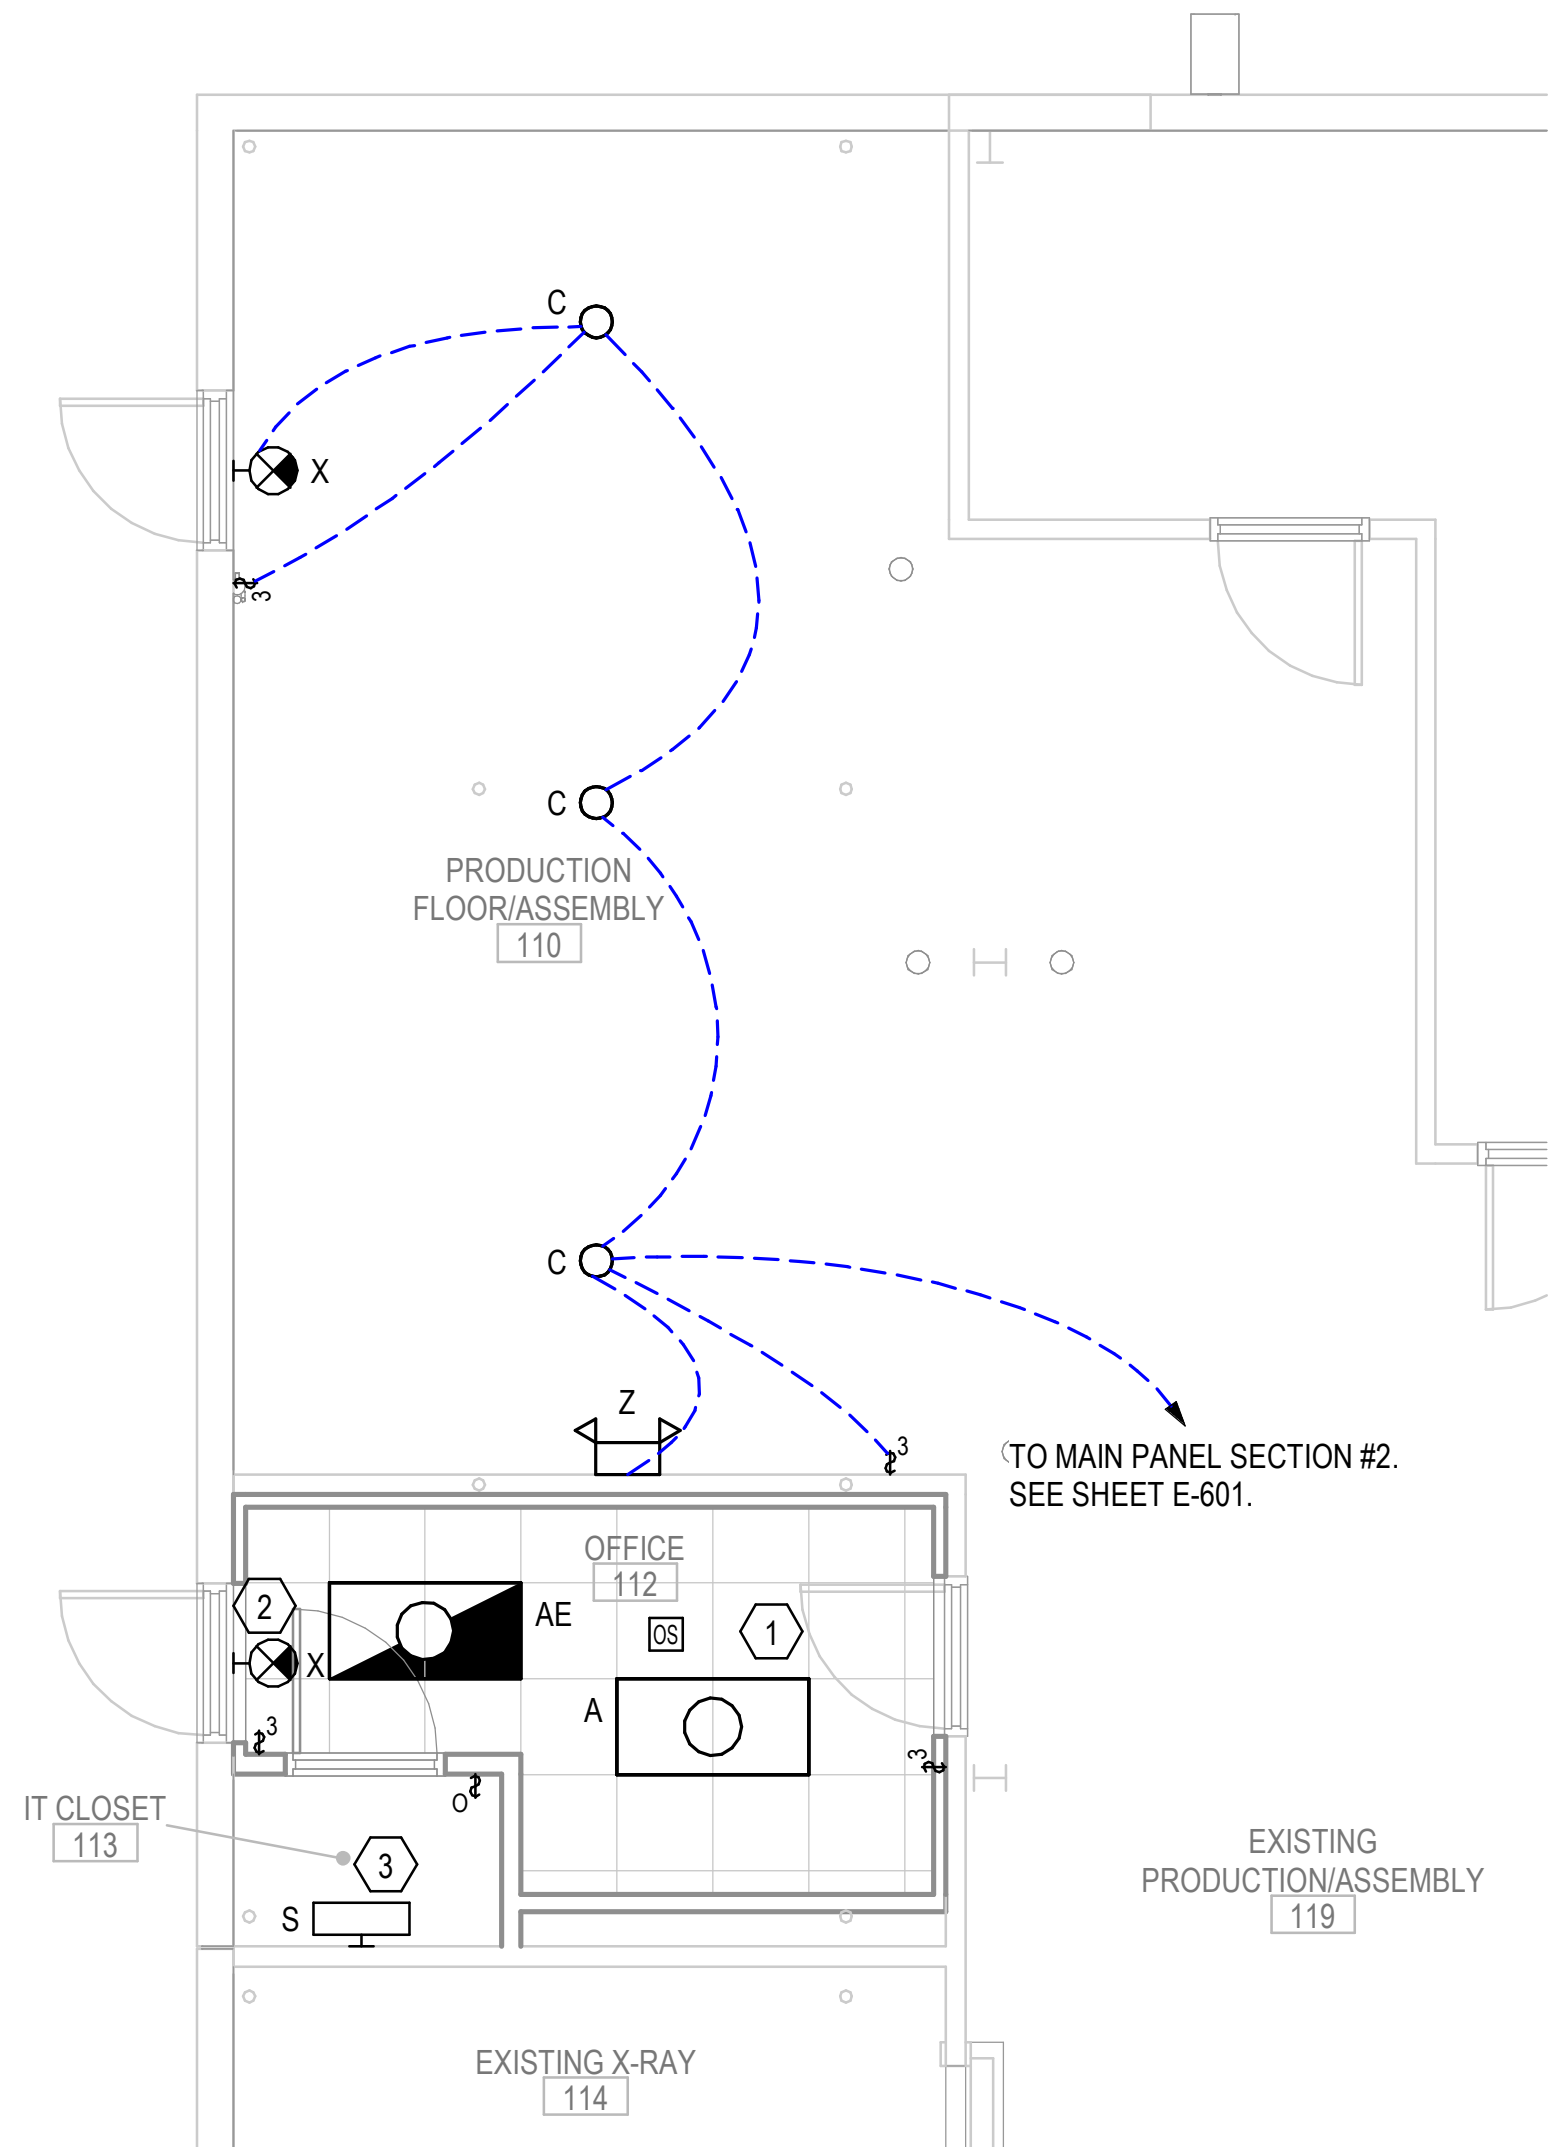 C
X
3
C
PRODUCTION
FLOOR/ASSEMBLY
110
C
Z
3
TO MAIN PANEL SECTION #2.
SEE SHEET E-601.
OFFICE
112
2
AE
OS
1
X
A
3
3
O
IT CLOSET
113
3
S
EXISTING
PRODUCTION/ASSEMBLY
119
EXISTING X-RAY
114